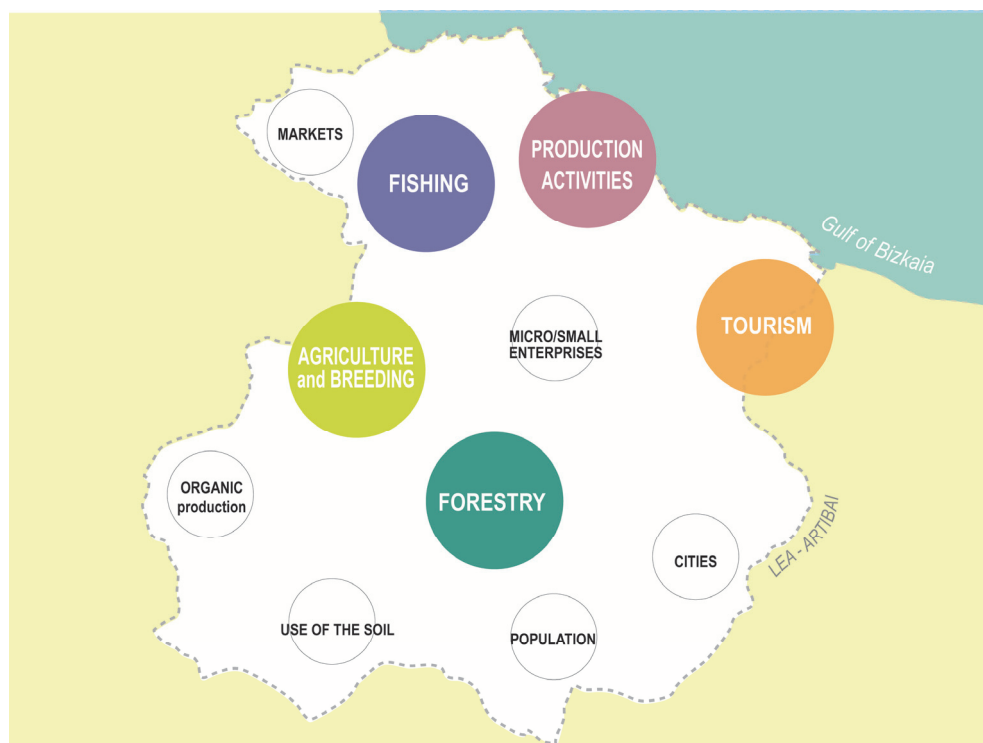 MARKETS
FISHING
PRODUCTION
ACTIVITIES
Gulf of Bizkaia
TOURISM
MICRO/SMALL
ENTERPRISES
AGRICULTURE
and BREEDING
ORGANIC
production
FORESTRY
CITIES
LEA - ARTIBAI
USE OF THE SOIL
POPULATION